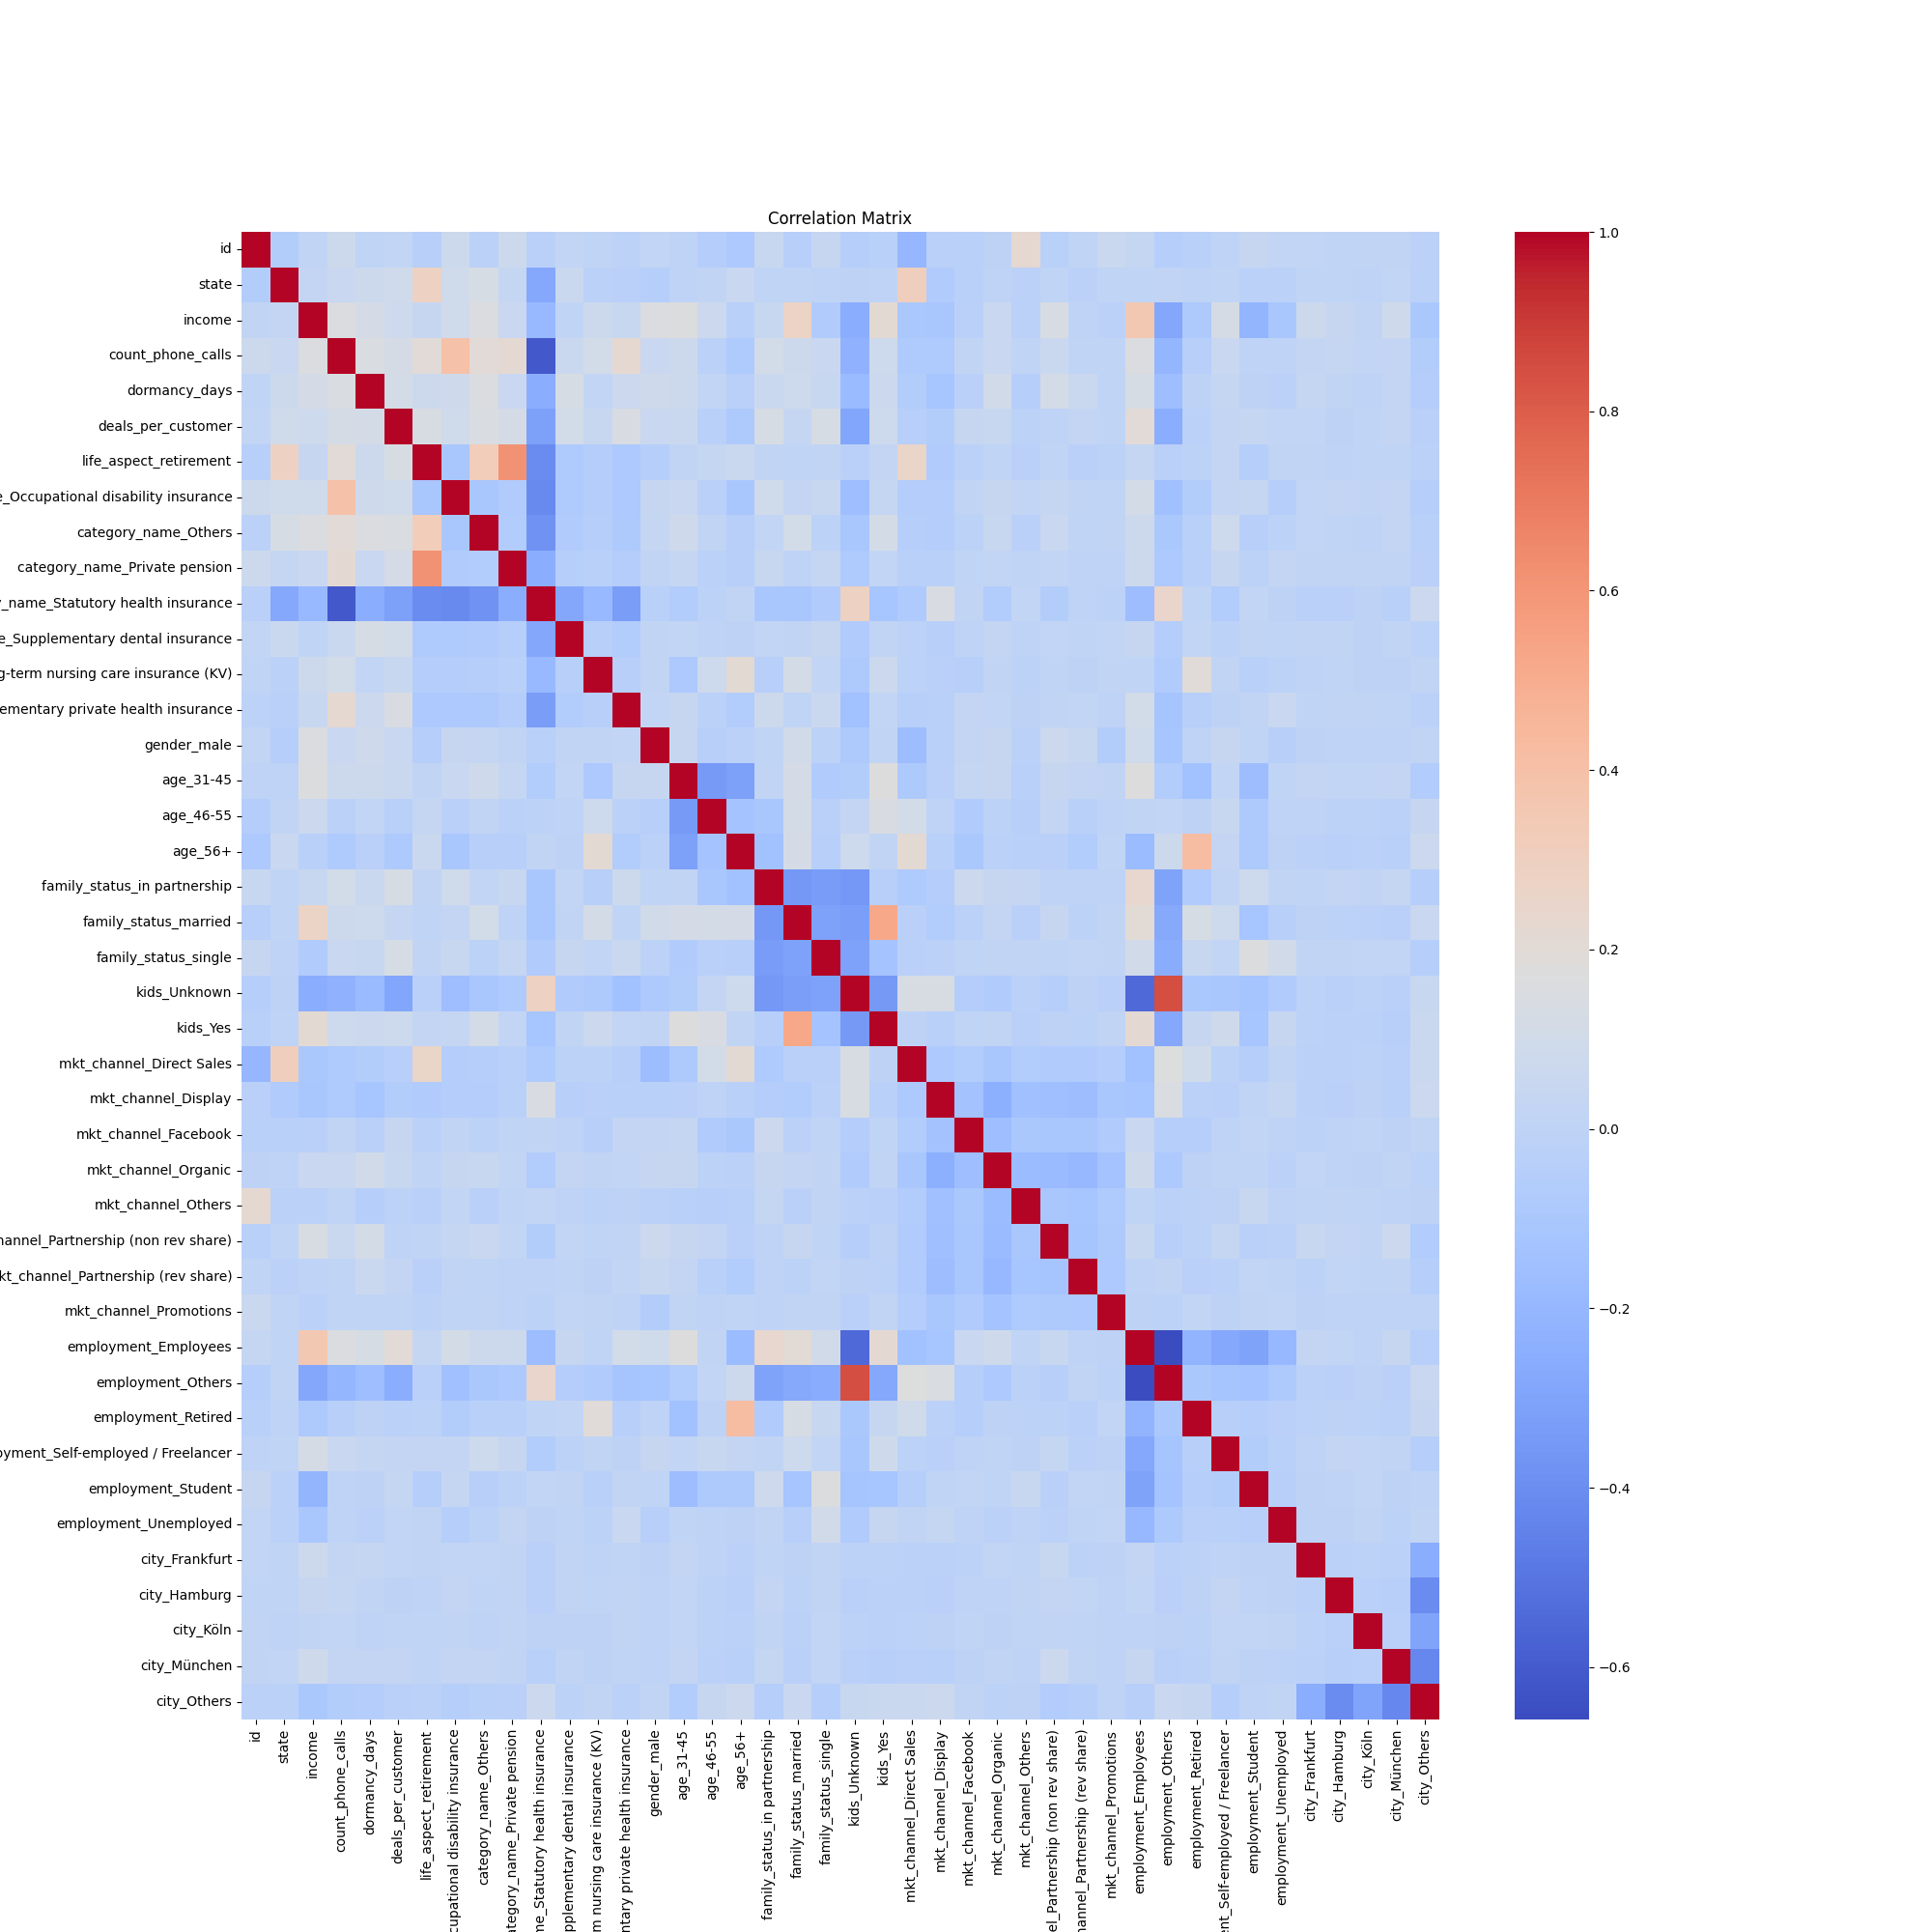 Correlation Matrix
id
state
income
count_phone_calls
dormancy_days
deals_per_customer
life_aspect_retirement
e_Occupational disability insurance
category_name_Others
category_name_Private pension
_name_Statutory health insurance
e_Supplementary dental insurance
g-term nursing care insurance (KV)
ementary private health insurance
gender_male
age_31-45
age_46-55
age_56+
family_status_in partnership
family_status_married
family_status_single
kids_Unknown
kids_Yes
mkt_channel_Direct Sales
mkt_channel_Display
mkt_channel_Facebook
mkt_channel_Organic
mkt_channel_Others
hannel_Partnership (non rev share)
kt_channel_Partnership (rev share)
mkt_channel_Promotions
employment_Employees
employment_Others
employment_Retired
oyment_Self-employed / Freelancer
employment_Student
employment_Unemployed
city_Frankfurt
city_Hamburg
city_Köln
city_München
city_Others
id
state
income
count_phone_calls
dormancy_days
deals_per_customer
life_aspect_retirement
cupational disability insurance
category_name_Others
ategory_name_Private pension
me_Statutory health insurance
pplementary dental insurance
m nursing care insurance (KV)
ntary private health insurance
gender_male
age_31-45
age_46-55
age_56+
family_status_in partnership
family_status_married
family_status_single
kids_Unknown
kids_Yes
mkt_channel_Direct Sales
mkt_channel_Display
mkt_channel_Facebook
mkt_channel_Organic
mkt_channel_Others
el_Partnership (non rev share)
hannel_Partnership (rev share)
mkt_channel_Promotions
employment_Employees
employment_Others
employment_Retired
nt_Self-employed / Freelancer
employment_Student
employment_Unemployed
city_Frankfurt
city_Hamburg
city_Köln
city_München
city_Others
1.0
0.8
0.6
0.4
0.2
0.0
−0.2
−0.4
−0.6